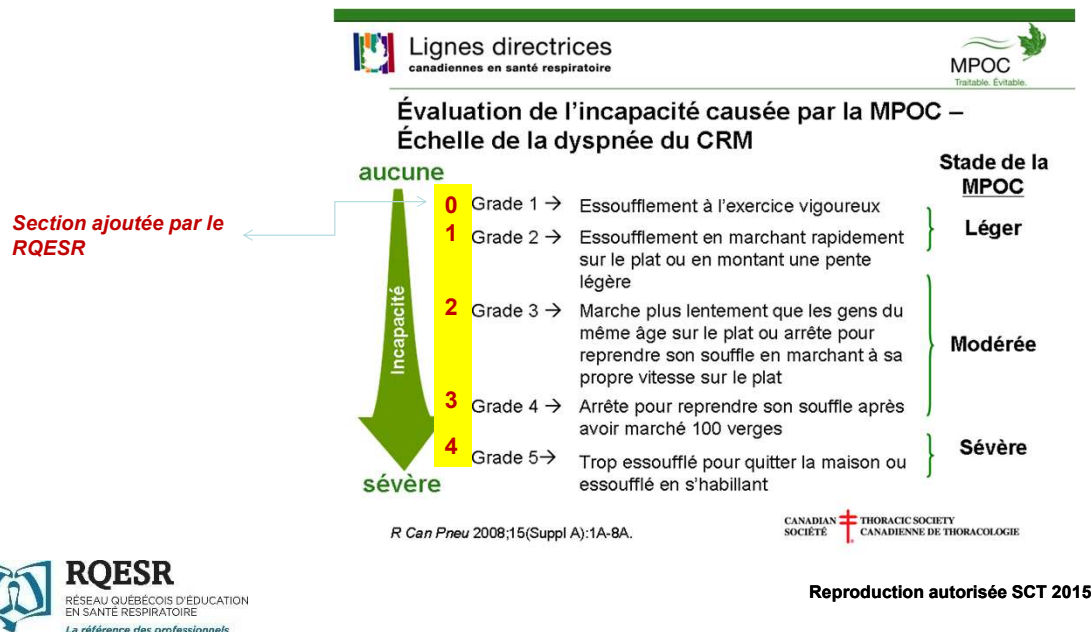 Lignes directrices
canadiennes en santé respiratoire
MPOC
Traitable. Évitable.
Évaluation de l'incapacité causée par la MPOC –
Échelle de la dyspnée du CRM
aucune
Stade de la
MPOC
Section ajoutée par le
RQESR
Incapacité
0 Grade 1 → Essoufflement à l'exercice vigoureux
1 Grade 2 → Essoufflement en marchant rapidement
sur le plat ou en montant une pente
légère
Léger
2 Grade 3 → Marche plus lentement que les gens du
même âge sur le plat ou arrête pour
reprendre son souffle en marchant à sa
propre vitesse sur le plat
Modérée
3 Grade 4 → Arrête pour reprendre son souffle après
avoir marché 100 verges
4 Grade 5→ Trop essoufflé pour quitter la maison ou
essoufflé en s'habillant
Sévère
sévère
R Can Pneu 2008;15(Suppl A):1A-8A.
CANADIAN THORACIC SOCIETY
SOCIÉTÉ CANADIENNE DE THORACOLOGIE
RQESR
RÉSEAU QUÉBÉCOIS D'ÉDUCATION
EN SANTÉ RESPIRATOIRE
La référence des professionnels
Reproduction autorisée SCT 2015